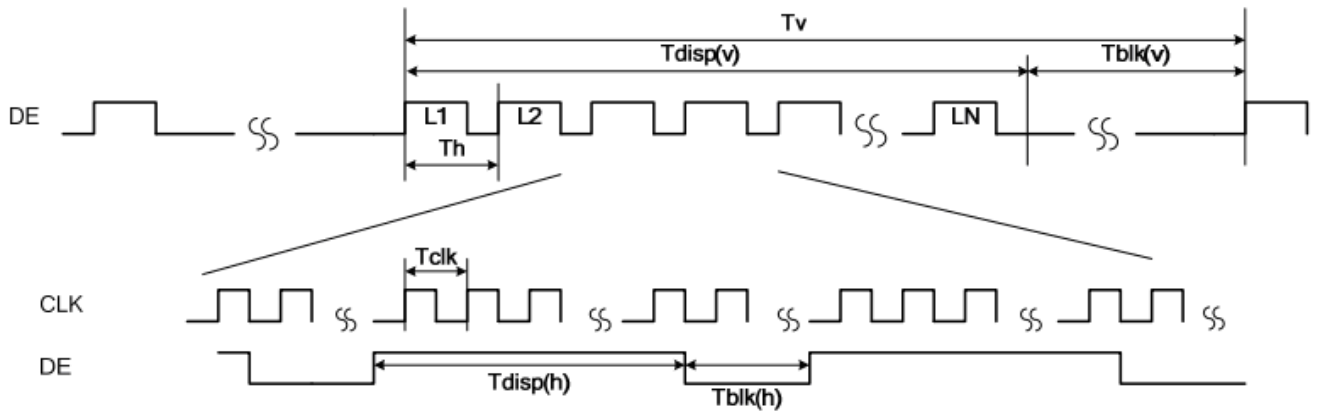 Tv
Tdisp(v) Tblk(v)
DE L1 L2 LN
Th
Tclk
CLK
DE
Tdisp(h) Tblk(h)